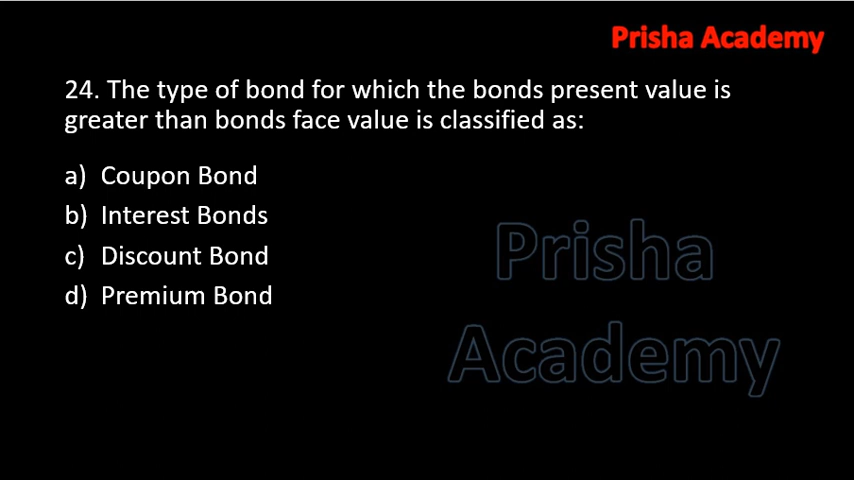 Prisha Academy
24. The type of bond for which the bonds present value is
greater than bonds face value is classified as:
a) Coupon Bond
b) Interest Bonds
c) Discount Bond
d) Premium Bond
Prisha
Academy